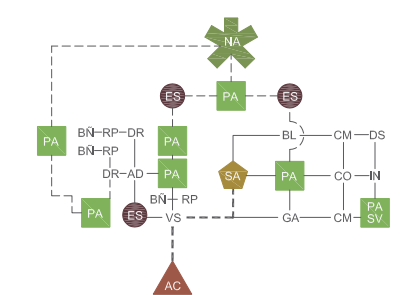 NA
ES PA ES
PA BÑ RP DR PA BL CM DS
BÑ RP
DR AD PA SA PA CO IN
BÑ RP
PA ES VS GA CM PA
SV
AC